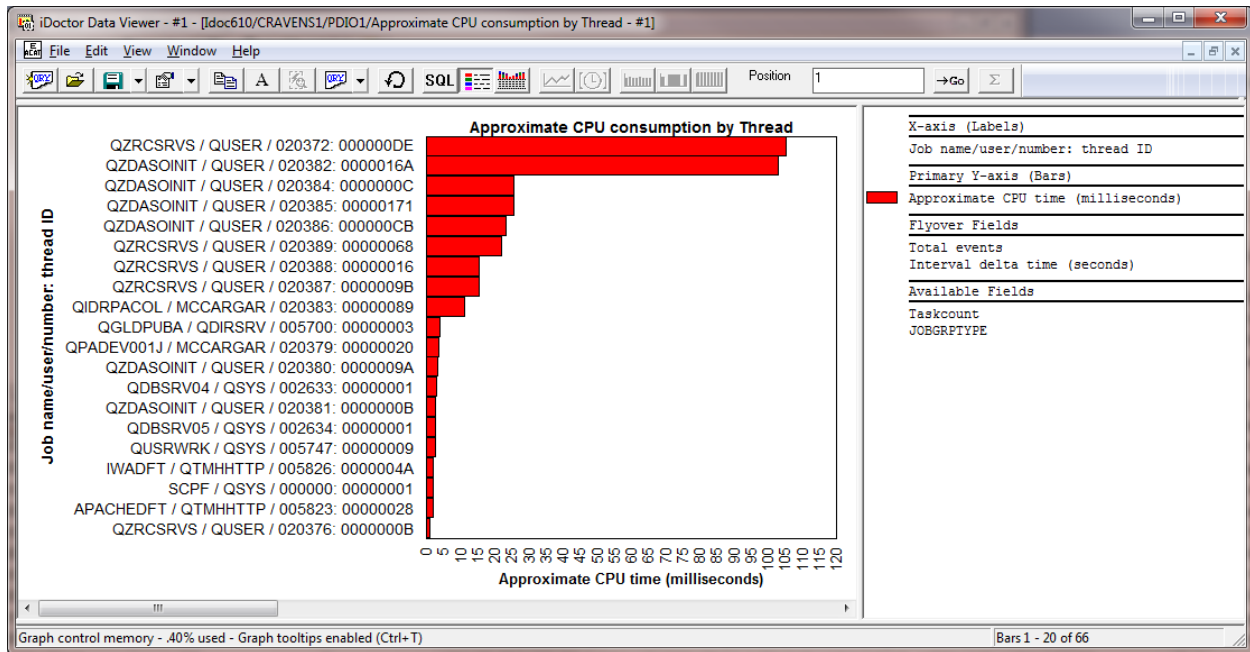 iDoctor Data Viewer - #1 - [Idoc610/CRAVENS1/PDIO1/Approximate CPU consumption by Thread - #1]
File Edit View Window Help
SQL Position 1 →Go Σ
Approximate CPU consumption by Thread
Job name/user/number: thread ID
QZRCSRVS / QUSER / 020372: 000000DE
QZDASOINIT / QUSER / 020382: 0000016A
QZDASOINIT / QUSER / 020384: 0000000C
QZDASOINIT / QUSER / 020385: 00000171
QZDASOINIT / QUSER / 020386: 000000CB
QZRCSRVS / QUSER / 020389: 00000068
QZRCSRVS / QUSER / 020388: 00000016
QZRCSRVS / QUSER / 020387: 0000009B
QIDRPACOL / MCCARGAR / 020383: 00000089
QGLDPUBA / QDIRSRV / 005700: 00000003
QPADEV001J / MCCARGAR / 020379: 00000020
QZDASOINIT / QUSER / 020380: 0000009A
QDBSRV04 / QSYS / 002633: 00000001
QZDASOINIT / QUSER / 020381: 0000000B
QDBSRV05 / QSYS / 002634: 00000001
QUSRWRK / QSYS / 005747: 00000009
IWADFT / QTMHHTTP / 005826: 0000004A
SCPF / QSYS / 000000: 00000001
APACHEDFT / QTMHHTTP / 005823: 00000028
QZRCSRVS / QUSER / 020376: 0000000B
0 5 10 15 20 25 30 35 40 45 50 55 60 65 70 75 80 85 90 95 100 105 110 115 120
Approximate CPU time (milliseconds)
X-axis (Labels)
Job name/user/number: thread ID
Primary Y-axis (Bars)
Approximate CPU time (milliseconds)
Flyover Fields
Total events
Interval delta time (seconds)
Available Fields
Taskcount
JOBGRPTYPE
Graph control memory - .40% used - Graph tooltips enabled (Ctrl+T)
Bars 1 - 20 of 66